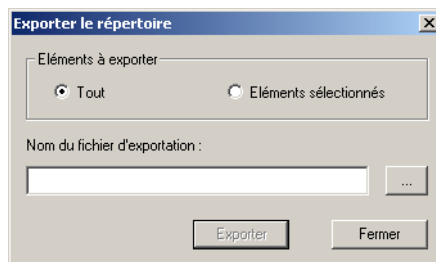 Exporter le répertoire
Eléments à exporter
Tout
Eléments sélectionnés
Nom du fichier d'exportation :
...
Exporter
Fermer